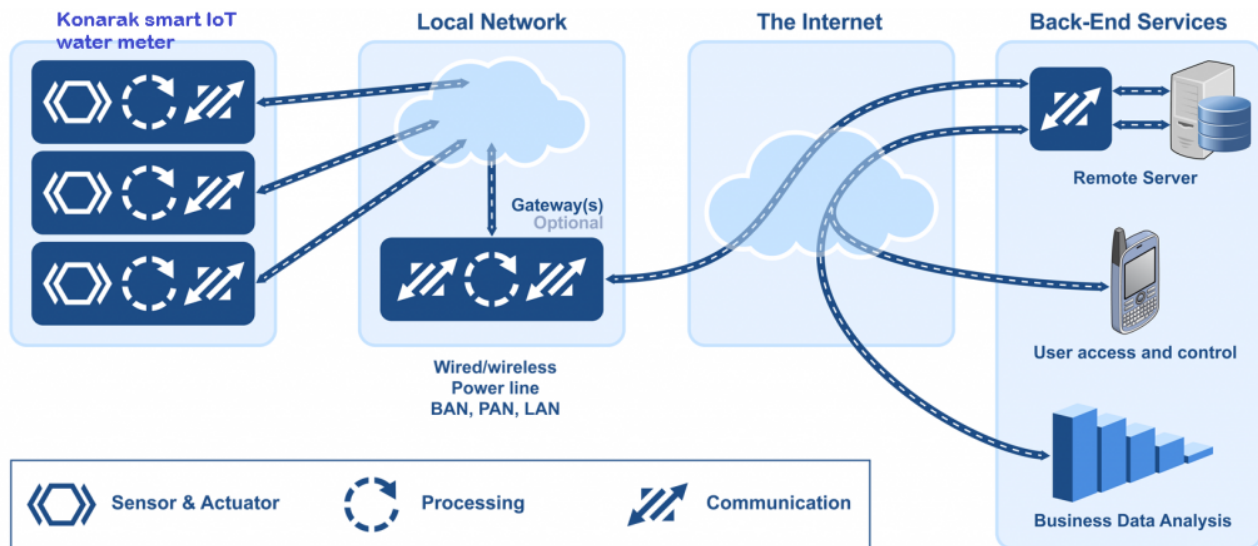 Konarak smart IoT
water meter
Local Network
The Internet
Back-End Services
Gateway(s)
Optional
Wired/wireless
Power line
BAN, PAN, LAN
Remote Server
User access and control
Business Data Analysis
Sensor & Actuator
Processing
Communication